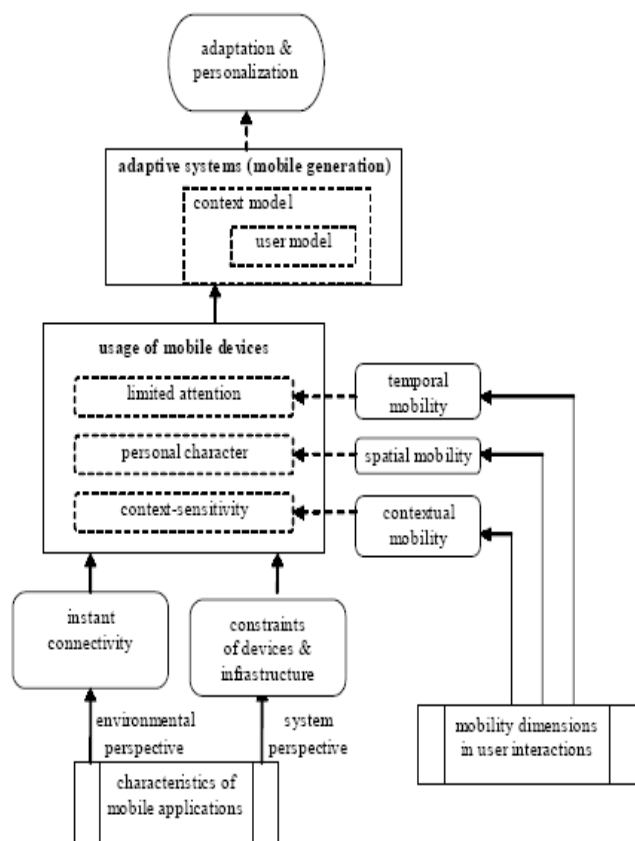 adaptation &
personalization
adaptive systems (mobile generation)
context model
user model
usage of mobile devices
limited attention
temporal
mobility
personal character
spatial mobility
context-sensitivity
contextual
mobility
instant
connectivity
constraints
of devices &
infrastructure
environmental
perspective
system
perspective
mobility dimensions
in user interactions
characteristics of
mobile applications